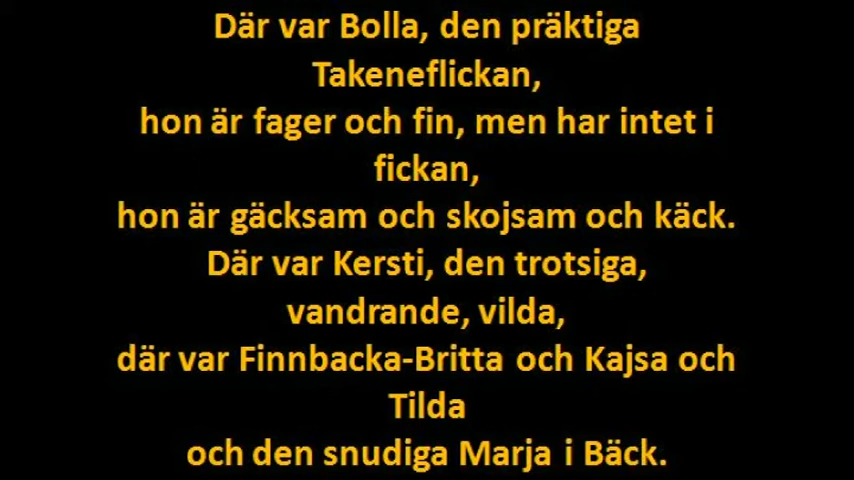 Där var Bolla, den präktiga
Takeneflickan,
hon är fager och fin, men har intet i
fickan,
hon är gäcksam och skojsam och käck.
Där var Kersti, den trotsiga,
vandrande, vilda,
där var Finnbacka-Britta och Kajsa och
Tilda
och den snudiga Marja i Bäck.